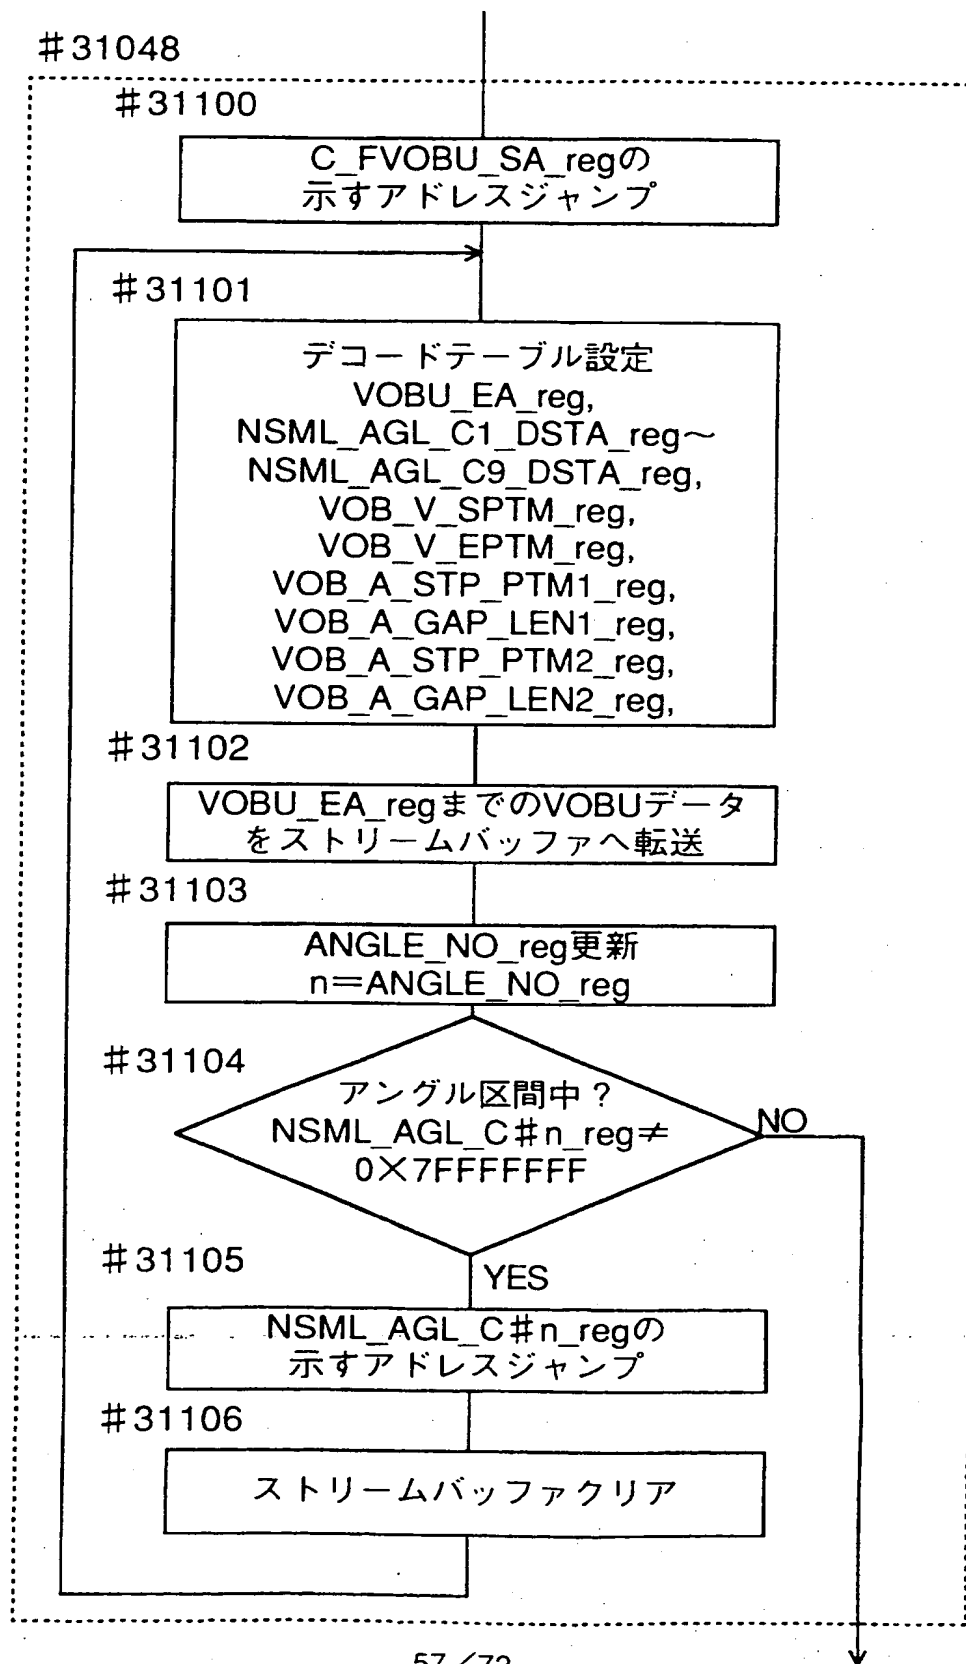 #31048
#31100
C_FVOBU_SA_regの
示すアドレスジャンプ
#31101
デコードテーブル設定
VOBU_EA_reg,
NSML_AGL_C1_DSTA_reg～
NSML_AGL_C9_DSTA_reg,
VOB_V_SPTM_reg,
VOB_V_EPTM_reg,
VOB_A_STP_PTM1_reg,
VOB_A_GAP_LEN1_reg,
VOB_A_STP_PTM2_reg,
VOB_A_GAP_LEN2_reg,
#31102
VOBU_EA_regまでのVOBUデータ
をストリームバッファへ転送
#31103
ANGLE_NO_reg更新
n=ANGLE_NO_reg
#31104
アングル区間中?
NSML_AGL_C#n_reg≠
0×7FFFFFFF
NO
YES
#31105
NSML_AGL_C#n_regの
示すアドレスジャンプ
#31106
ストリームバッファクリア
57/72